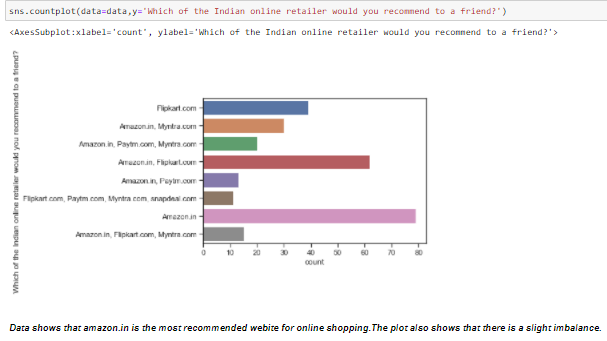 sns.countplot(data=data,y='Which of the Indian online retailer would you recommend to a friend?')
<AxesSubplot:xlabel='count', ylabel='Which of the Indian online retailer would you recommend to a friend?'>
Which of the Indian online retailer would you recommend to a friend?
Flipkart.com
Amazon.in, Myntra.com
Amazon.in, Paytm.com, Myntra.com
Amazon.in, Flipkart.com
Amazon.in, Paytm.com
Flipkart.com, Paytm.com, Myntra.com, snapdeal.com
Amazon.in
Amazon.in, Flipkart.com, Myntra.com
0 10 20 30 40 50 60 70 80
count
Data shows that amazon.in is the most recommended webite for online shopping.The plot also shows that there is a slight imbalance.